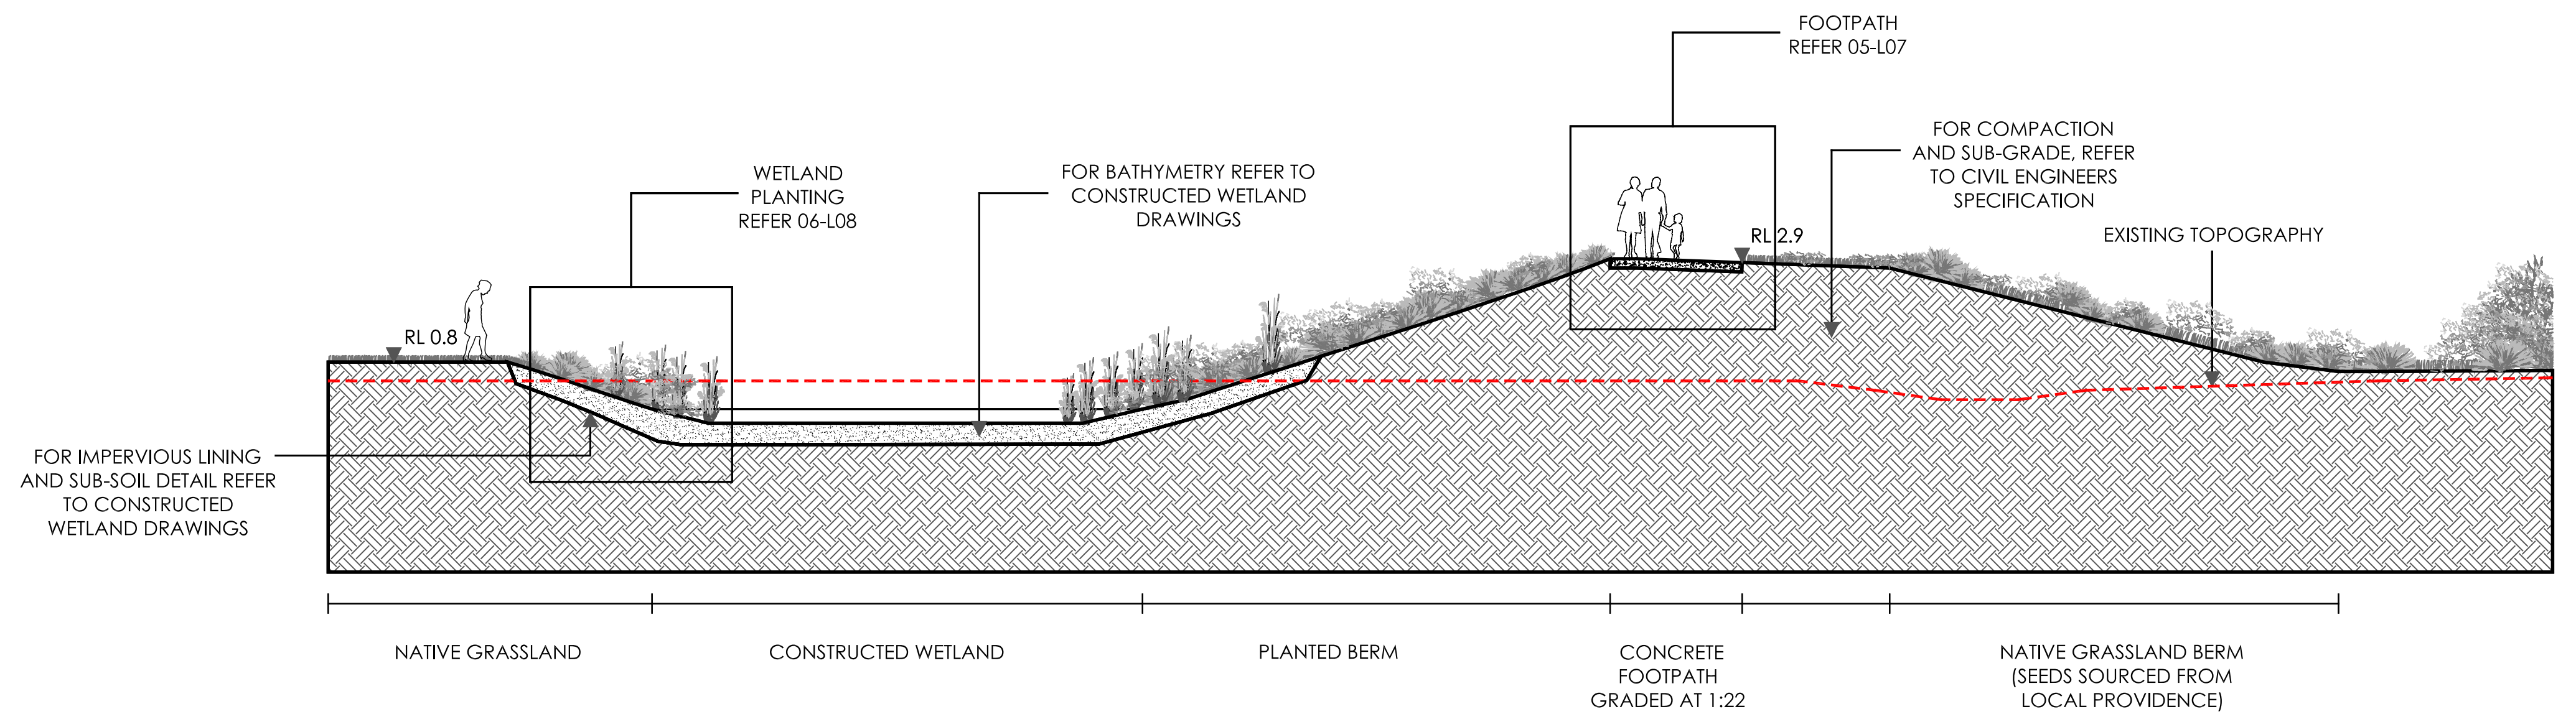 FOOTPATH
REFER 05-L07
FOR COMPACTION
AND SUB-GRADE, REFER
TO CIVIL ENGINEERS
SPECIFICATION
WETLAND
PLANTING
REFER 06-L08
FOR BATHYMETRY REFER TO
CONSTRUCTED WETLAND
DRAWINGS
RL 2.9
EXISTING TOPOGRAPHY
RL 0.8
FOR IMPERVIOUS LINING
AND SUB-SOIL DETAIL REFER
TO CONSTRUCTED
WETLAND DRAWINGS
NATIVE GRASSLAND
CONSTRUCTED WETLAND
PLANTED BERM
CONCRETE
FOOTPATH
GRADED AT 1:22
NATIVE GRASSLAND BERM
(SEEDS SOURCED FROM
LOCAL PROVIDENCE)